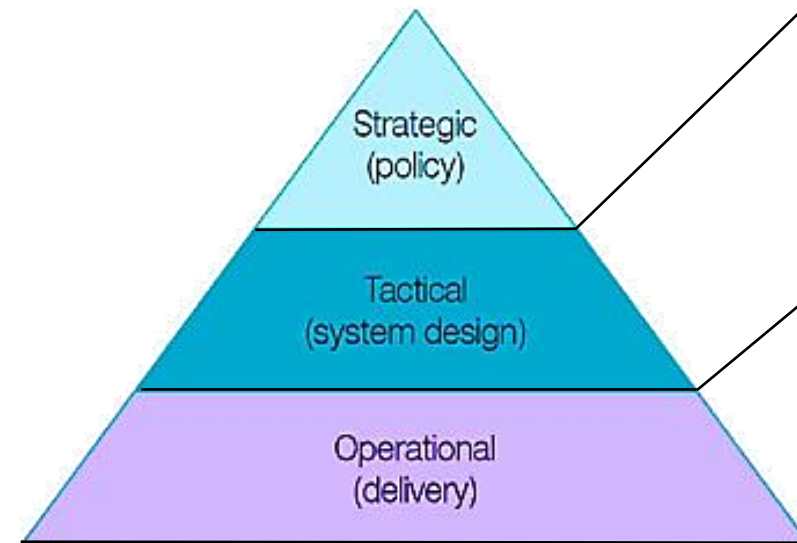 Strategic
(policy)
Tactical
(system design)
Operational
(delivery)